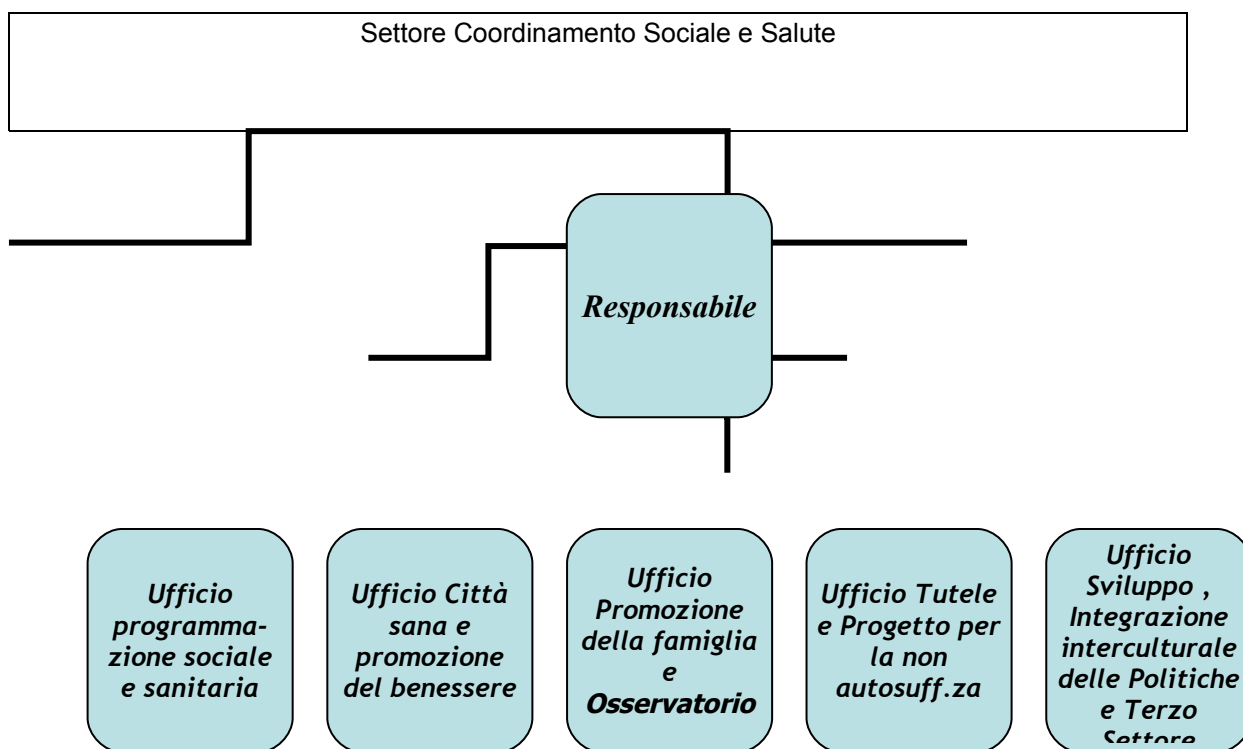 Settore Coordinamento Sociale e Salute
Responsabile
Ufficio
programma-
zione sociale
e sanitaria
Ufficio Città
sana e
promozione
del benessere
Ufficio
Promozione
della famiglia
e
Osservatorio
Ufficio Tutele
e Progetto per
la non
autosuff.za
Ufficio
Sviluppo ,
Integrazione
interculturale
delle Politiche
e Terzo
Settore